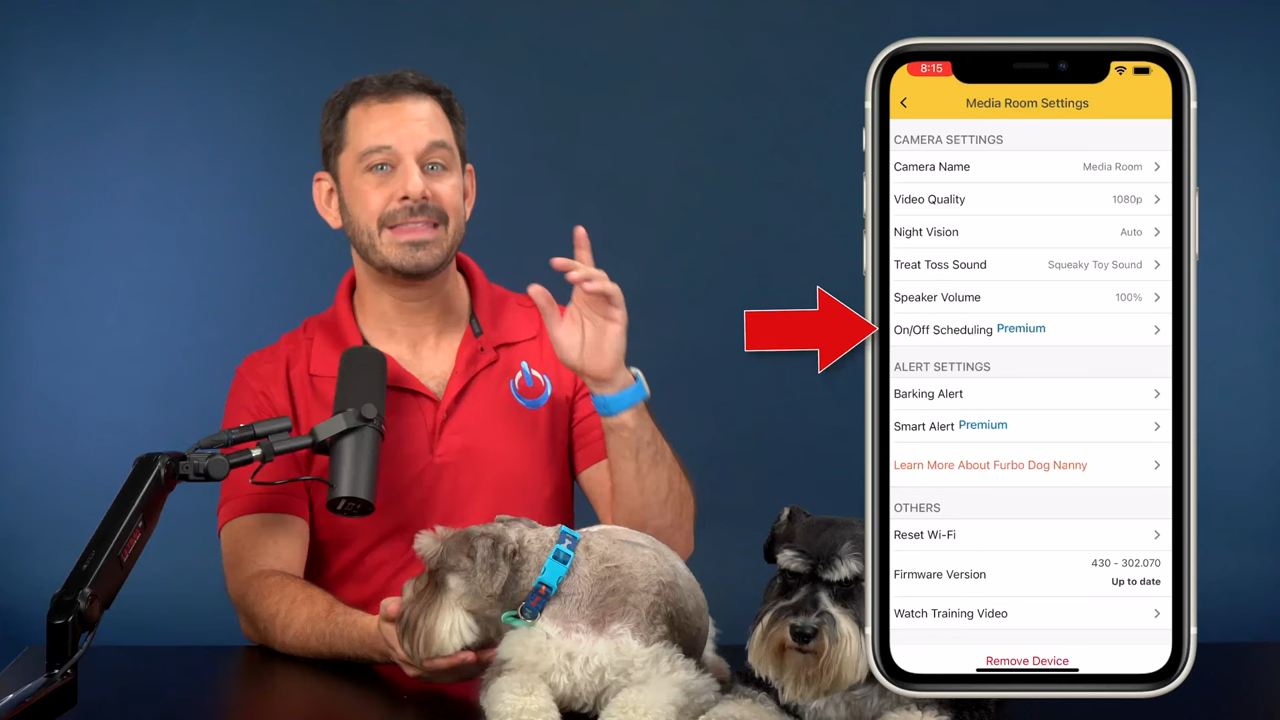 8:15
Media Room Settings
CAMERA SETTINGS
Camera Name Media Room
Video Quality 1080p
Night Vision Auto
Treat Toss Sound Squeaky Toy Sound
Speaker Volume 100%
On/Off Scheduling Premium
ALERT SETTINGS
Barking Alert
Smart Alert Premium
Learn More About Furbo Dog Nanny
OTHERS
Reset Wi-Fi
Firmware Version 430 - 302.070
Up to date
Watch Training Video
Remove Device